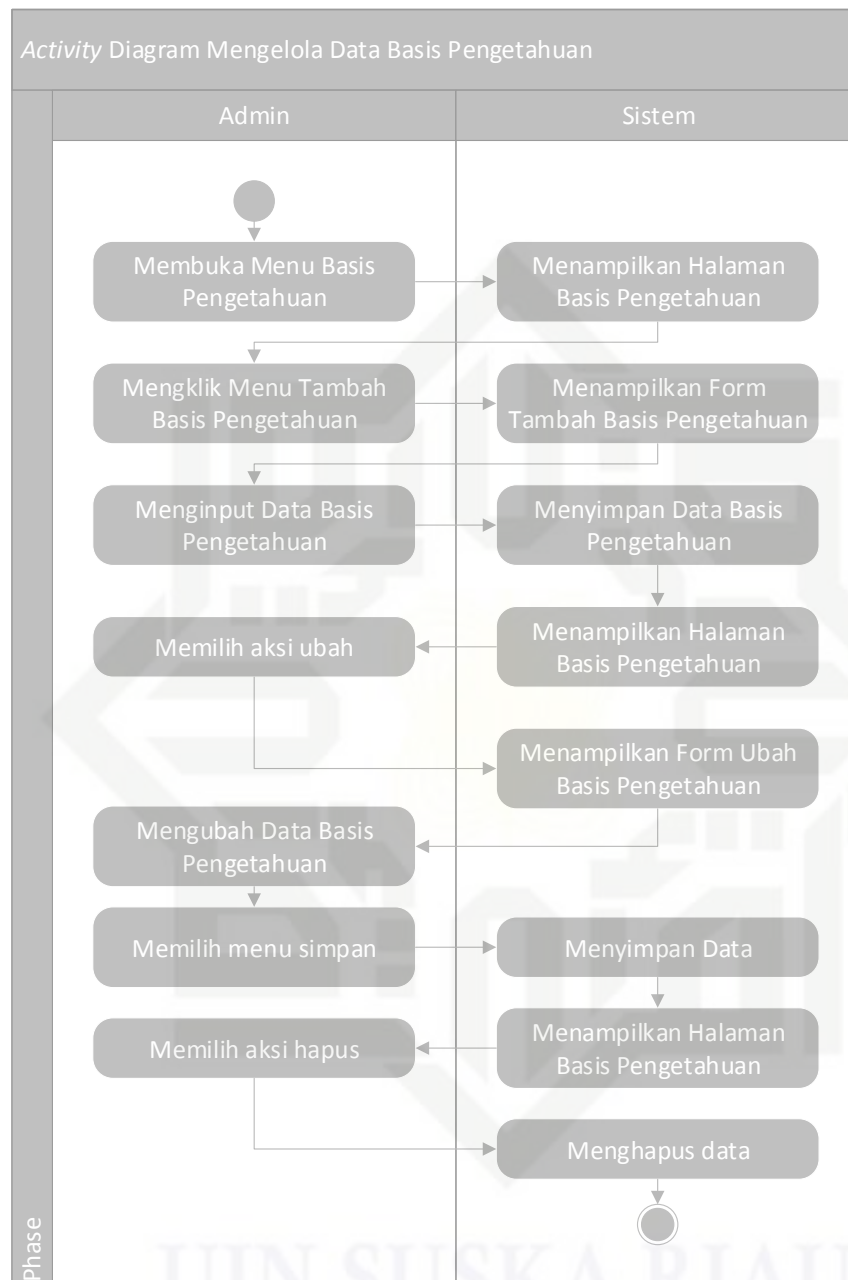 Activity Diagram Mengelola Data Basis Pengetahuan
Admin
Sistem
Membuka Menu Basis
Pengetahuan
Menampilkan Halaman
Basis Pengetahuan
Mengklik Menu Tambah
Basis Pengetahuan
Menampilkan Form
Tambah Basis Pengetahuan
Menginput Data Basis
Pengetahuan
Menyimpan Data Basis
Pengetahuan
Memilih aksi ubah
Menampilkan Halaman
Basis Pengetahuan
Menampilkan Form Ubah
Basis Pengetahuan
Mengubah Data Basis
Pengetahuan
Memilih menu simpan
Menyimpan Data
Memilih aksi hapus
Menampilkan Halaman
Basis Pengetahuan
Menghapus data
Phase
UIN SUSKA RIAU